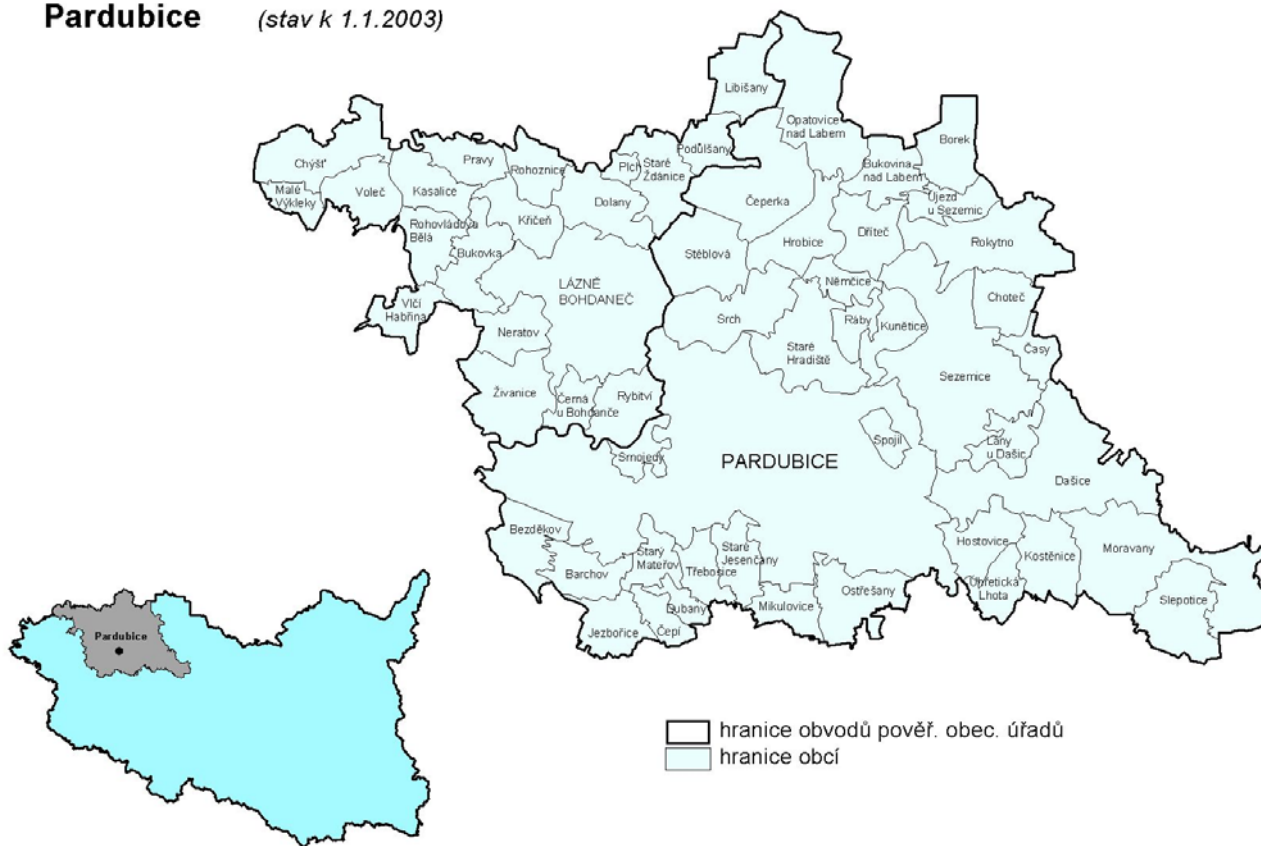 Pardubice (stav k 1.1.2003)
Libišany
Opatovice
nad Labem
Borek
Podůlšany
Bukovina
nad Labem
Chýšť
Pravy
Rohoznice
Plch
Staré
Ždánice
Malé
Výkleky
Voleč
Kasalice
Dolany
Čeperka
Újezd
u Sezemic
Rohovládova
Bělá
Křičeň
Bukovka
Stéblová
Hrobice
Dříteč
Rokytno
LÁZNĚ
BOHDANEČ
Němčice
Choteč
Vlčí
Habřina
Neratov
Srch
Ráby
Kunětice
Staré
Hradiště
Časy
Sezemice
Živanice
Černá
u Bohdanče
Rybitví
Srnojedy
PARDUBICE
Spojil
Lány
u Dašic
Dašice
Bezděkov
Starý
Mateřov
Staré
Jesenčany
Třebosice
Barchov
Hostovice
Kostěnice
Moravany
Úhřetická
Lhota
Ostřešany
Slepotice
Dubany
Mikulovice
Jezbořice
Čepí
Pardubice
hranice obvodů pověř. obec. úřadů
hranice obcí